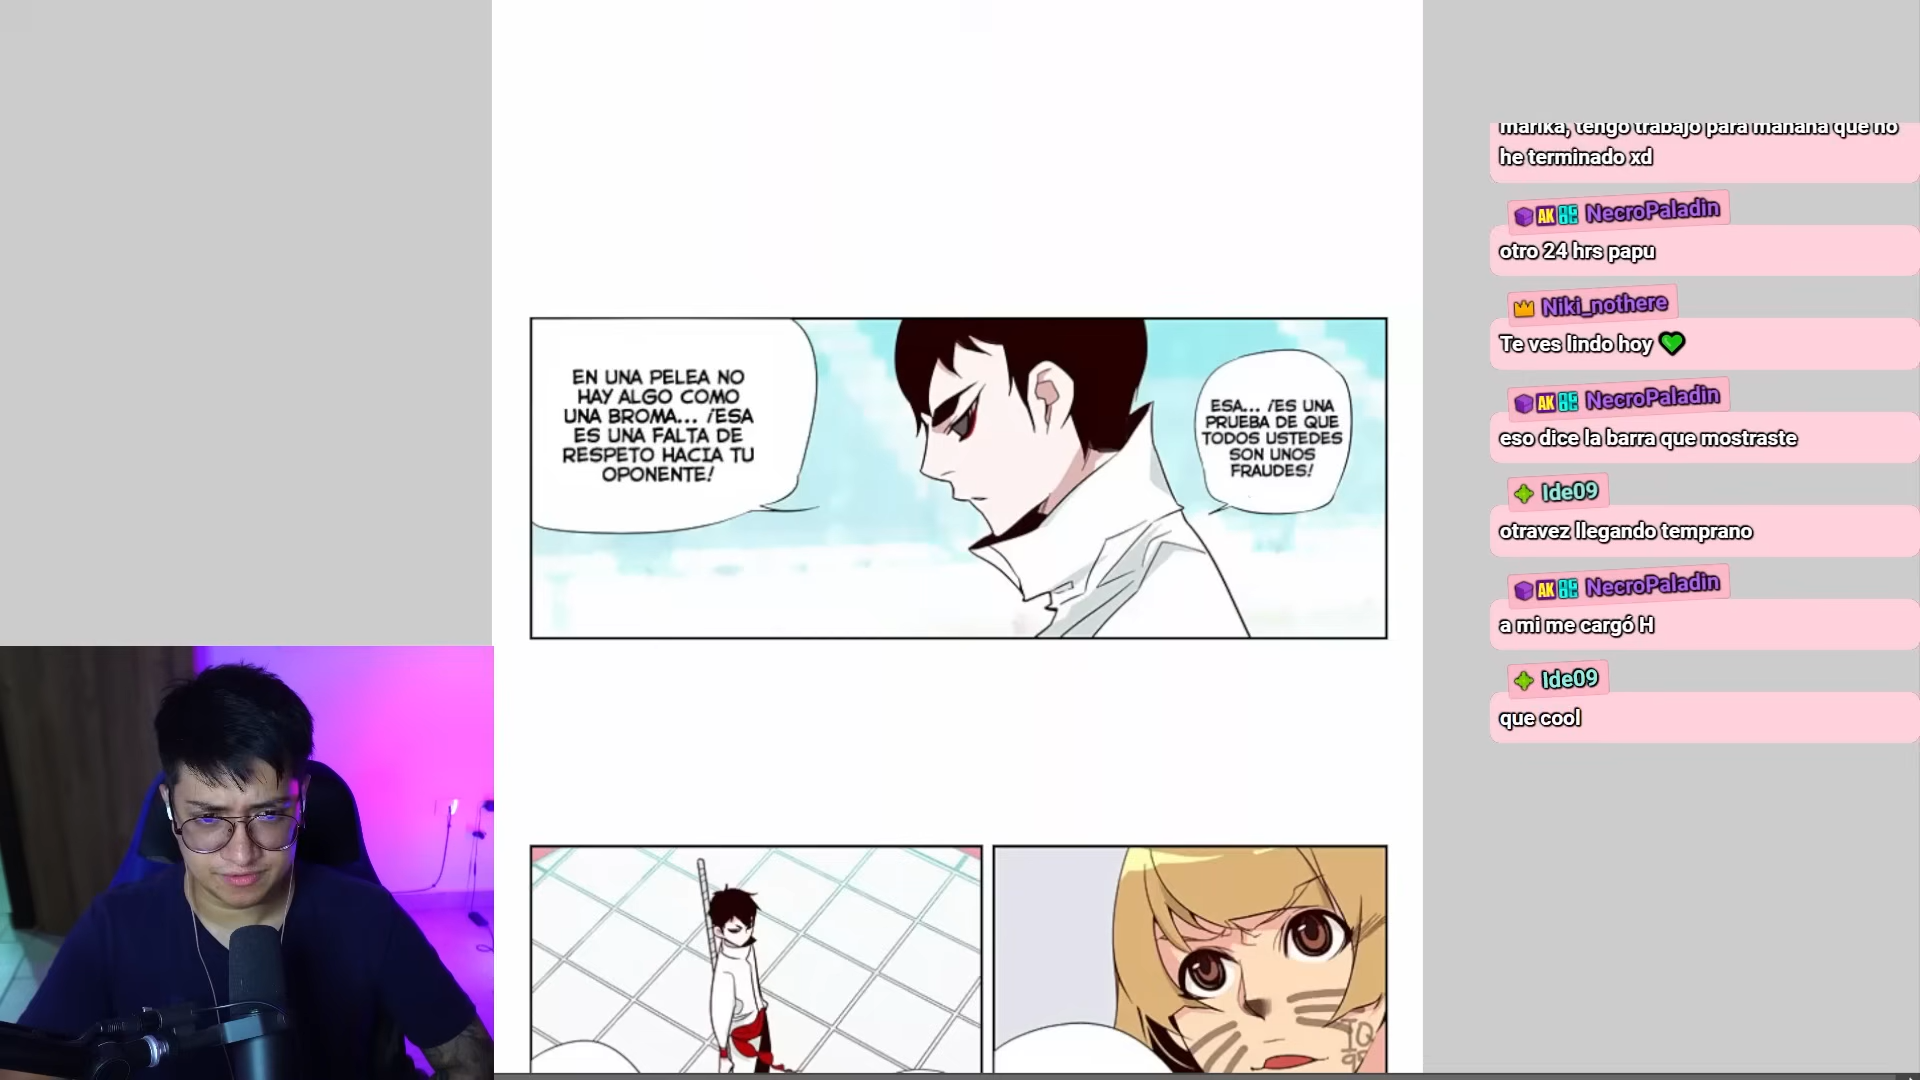 EN UNA PELEA NO
HAY ALGO COMO
UNA BROMA... ¡ESA
ES UNA FALTA DE
RESPETO HACIA TU
OPONENTE!
ESA... ¡ES UNA
PRUEBA DE QUE
TODOS USTEDES
SON UNOS
FRAUDES!
marika, tengo trabajo para mañana que no
he terminado xd
AK NecroPaladin
otro 24 hrs papu
Niki_nothere
Te ves lindo hoy 💚
AK NecroPaladin
eso dice la barra que mostraste
Ide09
otravez llegando temprano
AK NecroPaladin
a mi me cargó H
Ide09
que cool